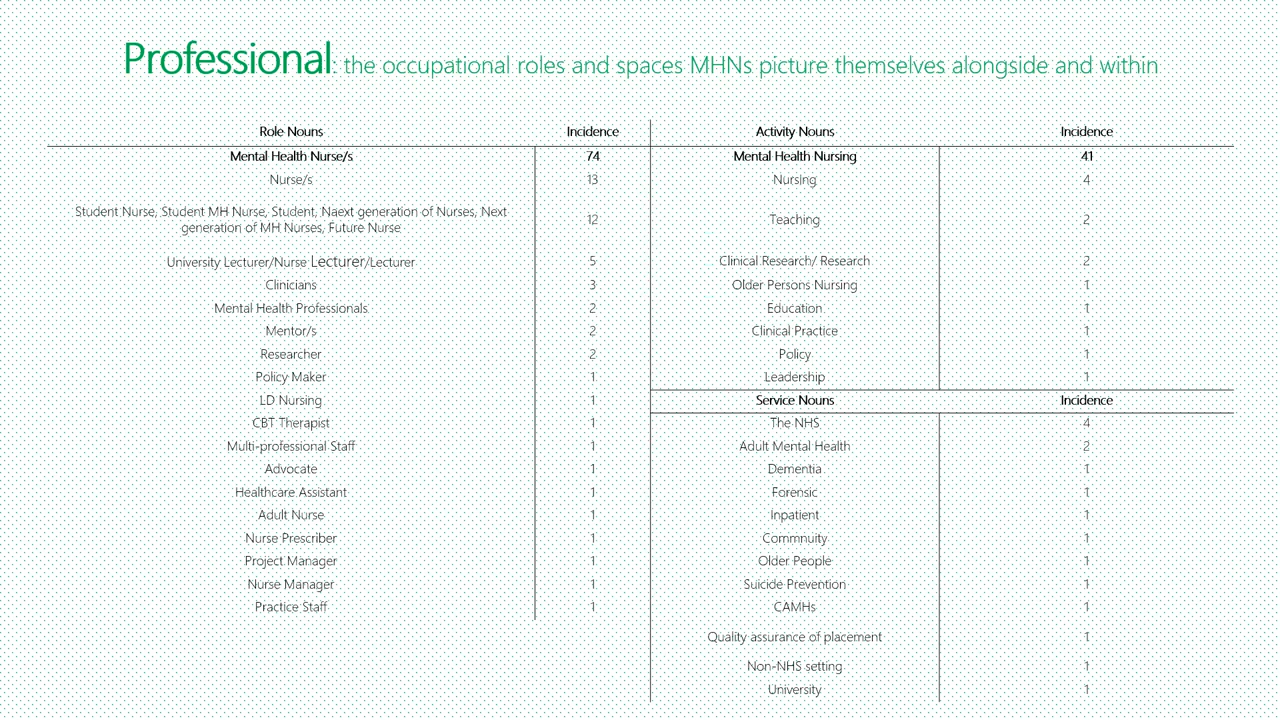 Professional: the occupational roles and spaces MHNs picture themselves alongside and within
Role Nouns Incidence Activity Nouns Incidence
Mental Health Nurse/s 74 Mental Health Nursing 41
Nurse/s 13 Nursing 4
Student Nurse, Student MH Nurse, Student, Naext generation of Nurses, Next
generation of MH Nurses, Future Nurse 12 Teaching 2
University Lecturer/Nurse Lecturer/Lecturer 5 Clinical Research/ Research 2
Clinicians 3 Older Persons Nursing 1
Mental Health Professionals 2 Education 1
Mentor/s 2 Clinical Practice 1
Researcher 2 Policy 1
Policy Maker 1 Leadership 1
LD Nursing 1 Service Nouns Incidence
CBT Therapist 1 The NHS 4
Multi-professional Staff 1 Adult Mental Health 2
Advocate 1 Dementia 1
Healthcare Assistant 1 Forensic 1
Adult Nurse 1 Inpatient 1
Nurse Prescriber 1 Commnuity 1
Project Manager 1 Older People 1
Nurse Manager 1 Suicide Prevention 1
Practice Staff 1 CAMHs 1
Quality assurance of placement 1
Non-NHS setting 1
University 1